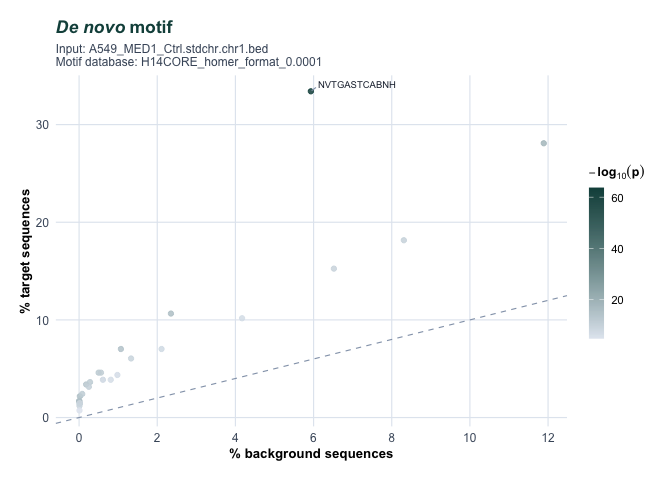 De novo motif
Input: A549_MED1_Ctrl.stdchr.chr1.bed
Motif database: H14CORE_homer_format_0.0001
NVTGASTCABNH
30
20
10
0
% target sequences
0 2 4 6 8 10 12
% background sequences
−log10(p)
60
40
20